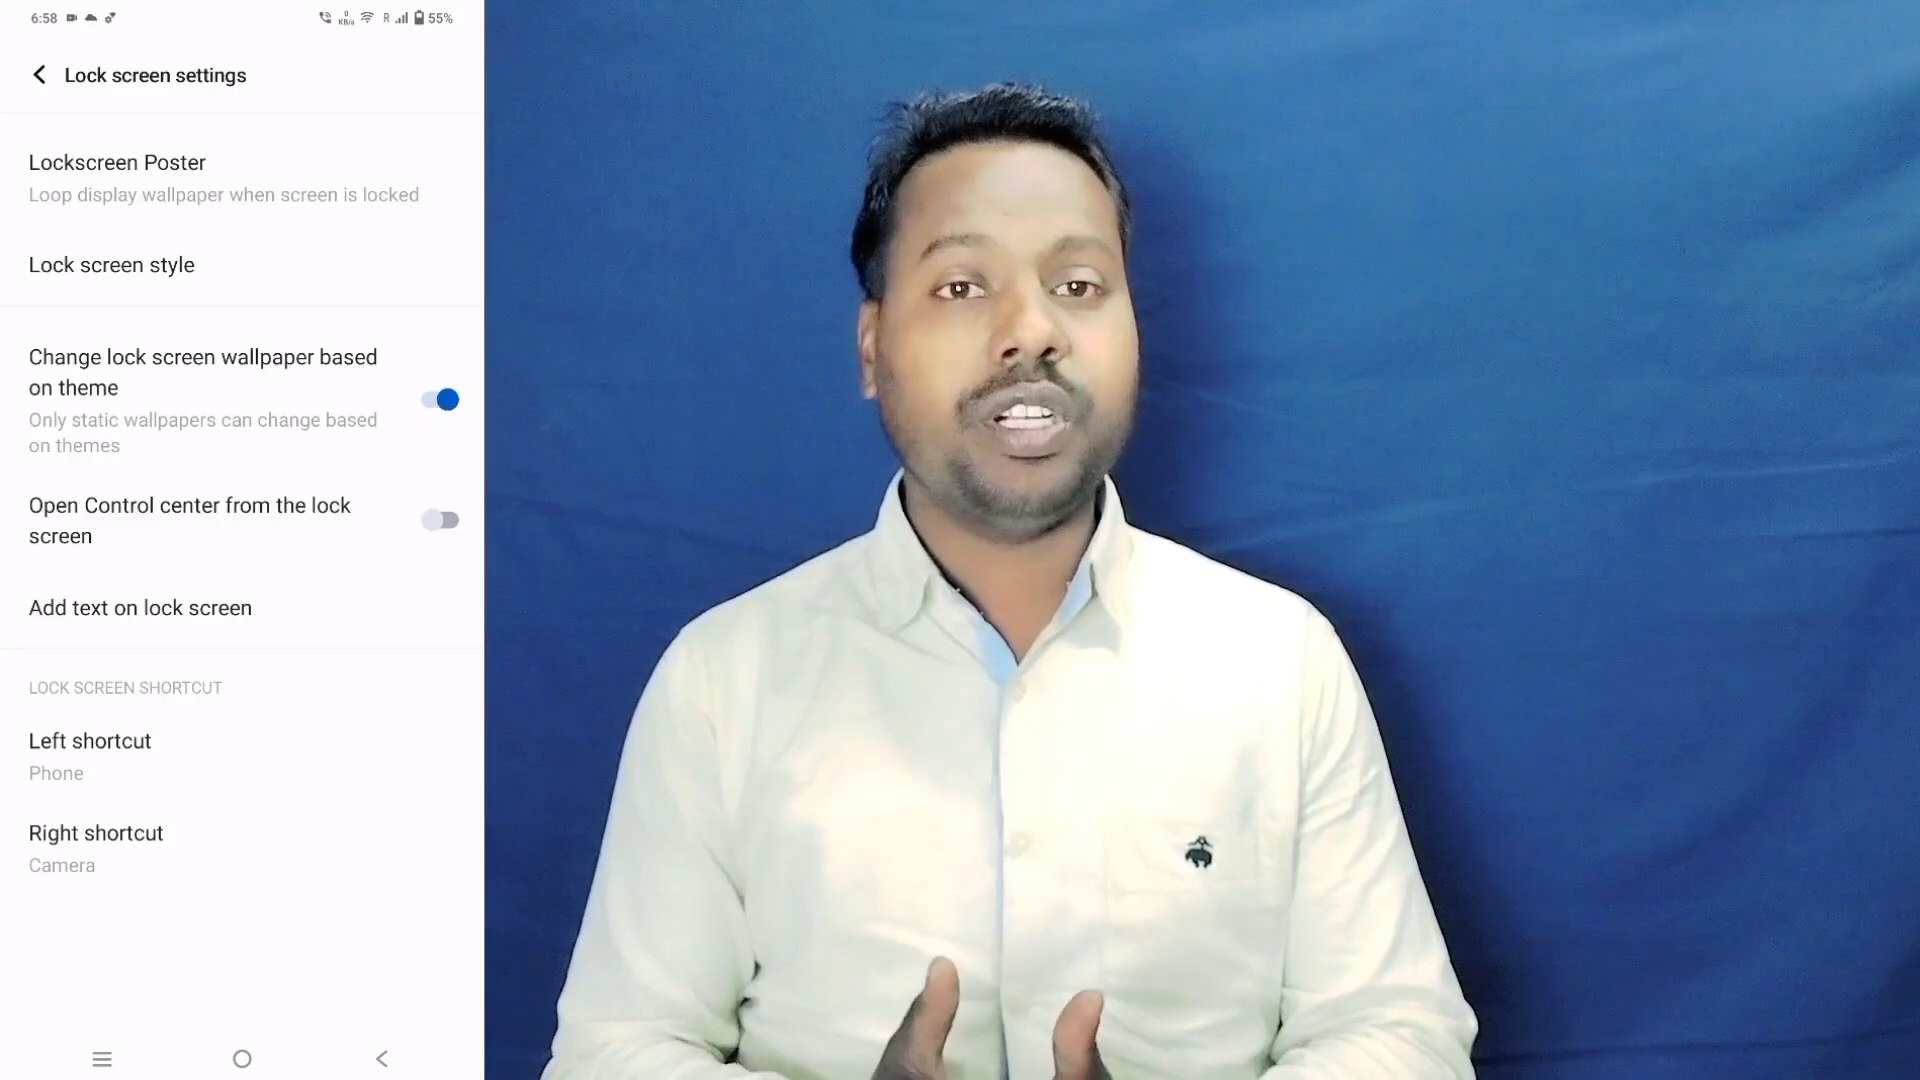 6:58 0 KB/s R 55%
Lock screen settings
Lockscreen Poster
Loop display wallpaper when screen is locked
Lock screen style
Change lock screen wallpaper based
on theme
Only static wallpapers can change based
on themes
Open Control center from the lock
screen
Add text on lock screen
LOCK SCREEN SHORTCUT
Left shortcut
Phone
Right shortcut
Camera